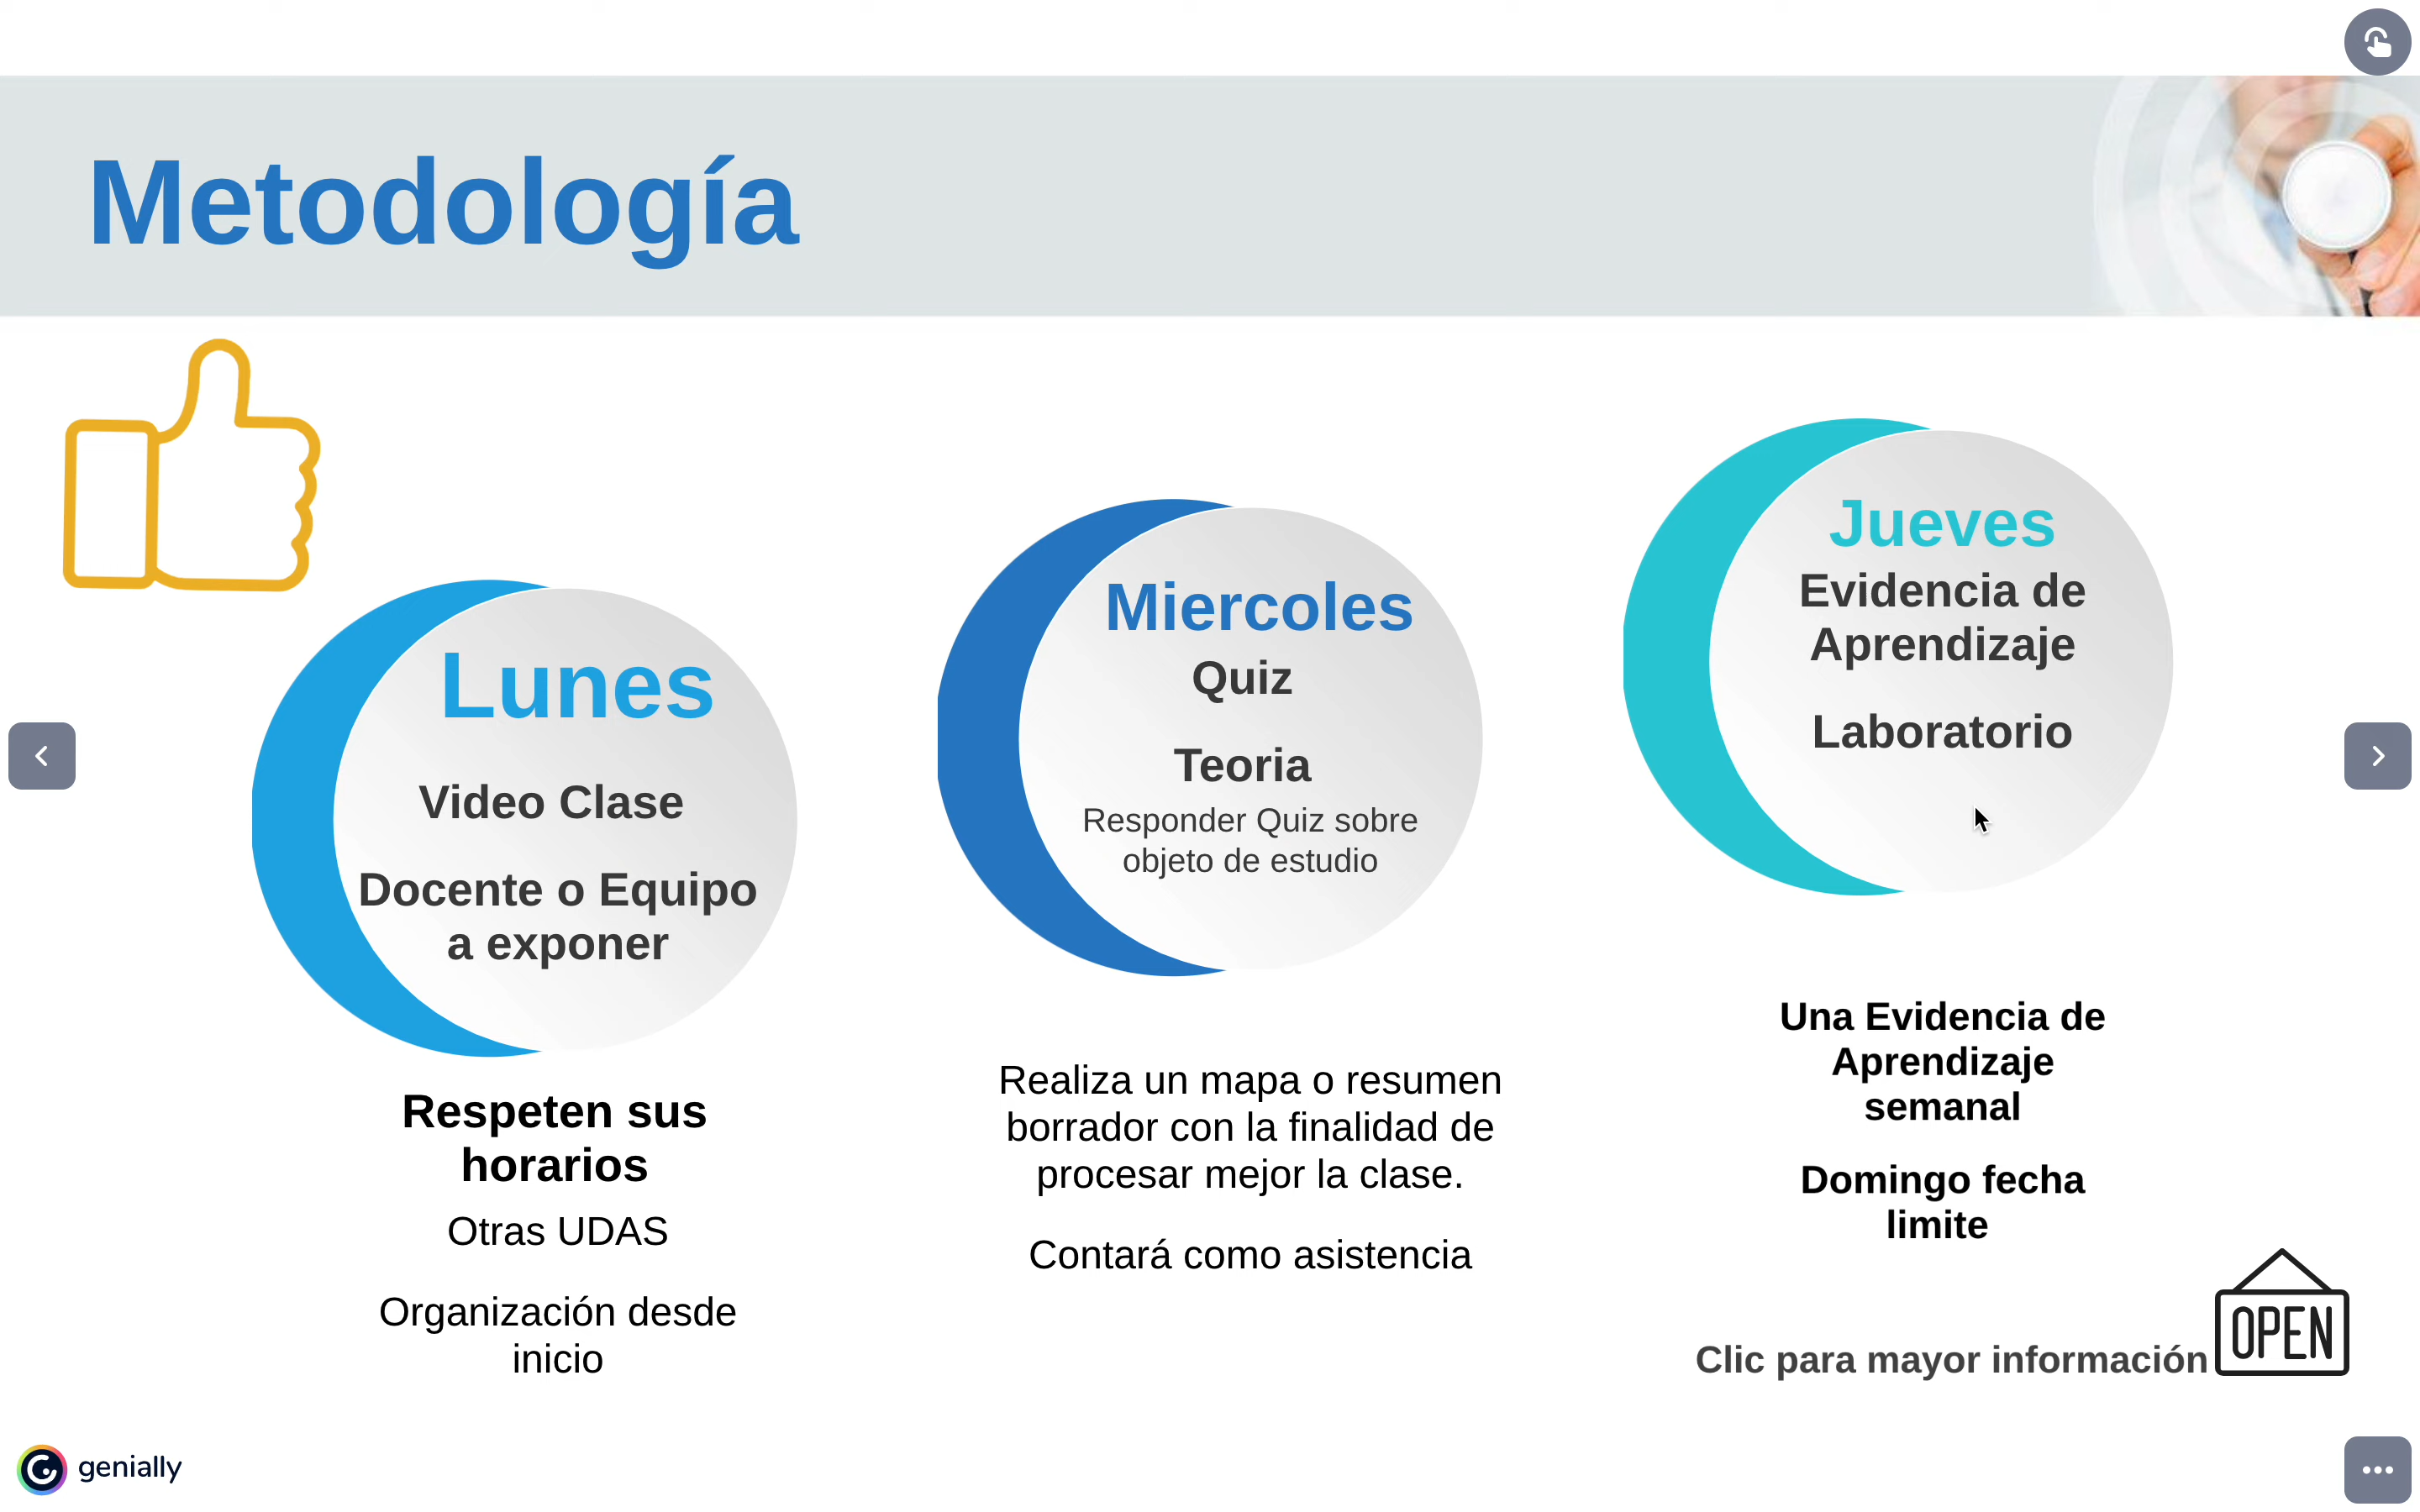 Metodología
Lunes
Video Clase
Docente o Equipo
a exponer
Respeten sus
horarios
Otras UDAS
Organización desde
inicio
Miercoles
Quiz
Teoria
Responder Quiz sobre
objeto de estudio
Realiza un mapa o resumen
borrador con la finalidad de
procesar mejor la clase.
Contará como asistencia
Jueves
Evidencia de
Aprendizaje
Laboratorio
Una Evidencia de
Aprendizaje
semanal
Domingo fecha
limite
Clic para mayor información
OPEN
genially